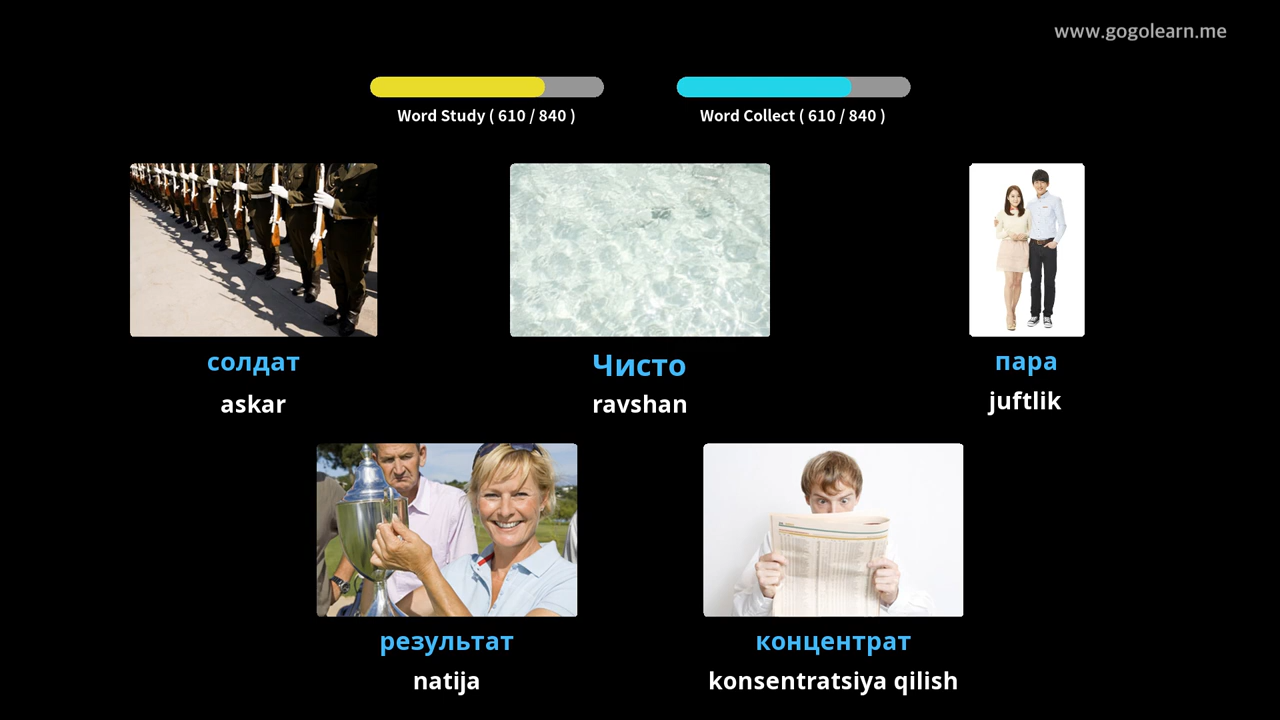 www.gogolearn.me
Word Study ( 610 / 840 )
Word Collect ( 610 / 840 )
солдат
askar
Чисто
ravshan
пара
juftlik
результат
natija
концентрат
konsentratsiya qilish